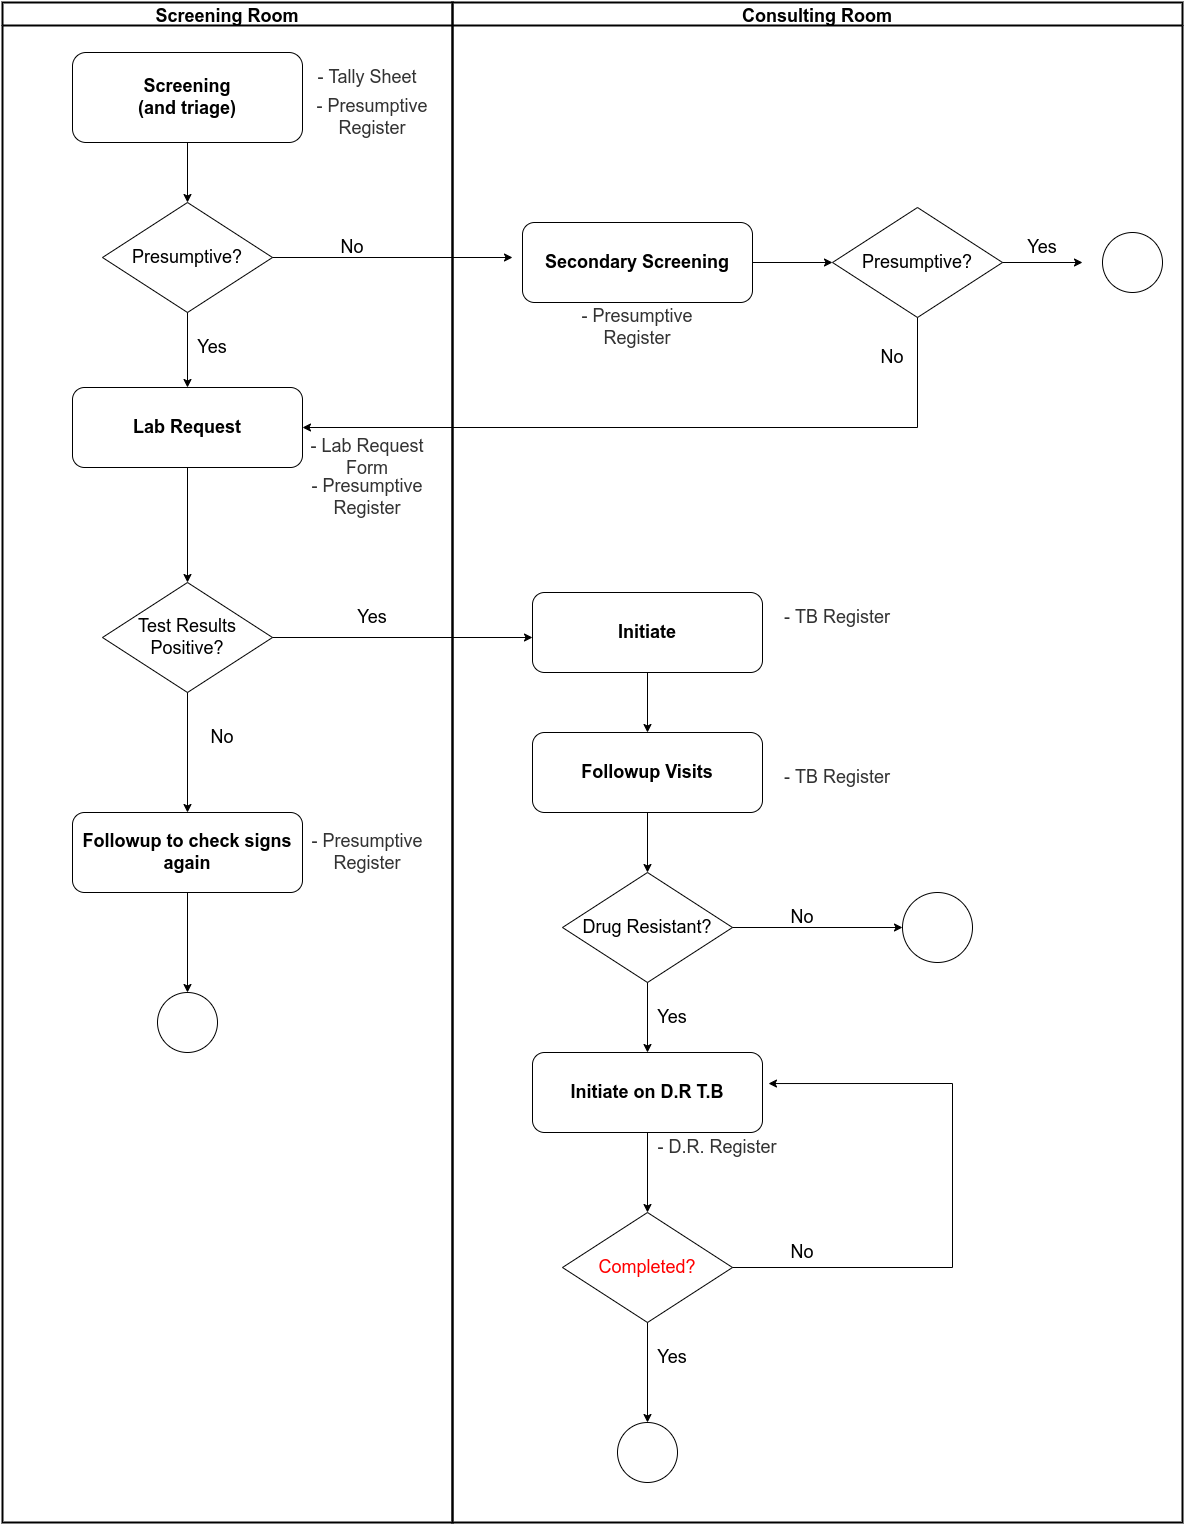 Screening Room
Consulting Room
Screening
(and triage)
- Tally Sheet
- Presumptive
Register
Presumptive?
No
Secondary Screening
- Presumptive
Register
Presumptive?
Yes
No
Yes
Lab Request
- Lab Request
Form
- Presumptive
Register
Test Results
Positive?
Yes
Initiate
- TB Register
No
Followup Visits
- TB Register
Followup to check signs
again
- Presumptive
Register
Drug Resistant?
No
Yes
Initiate on D.R T.B
- D.R. Register
Completed?
No
Yes